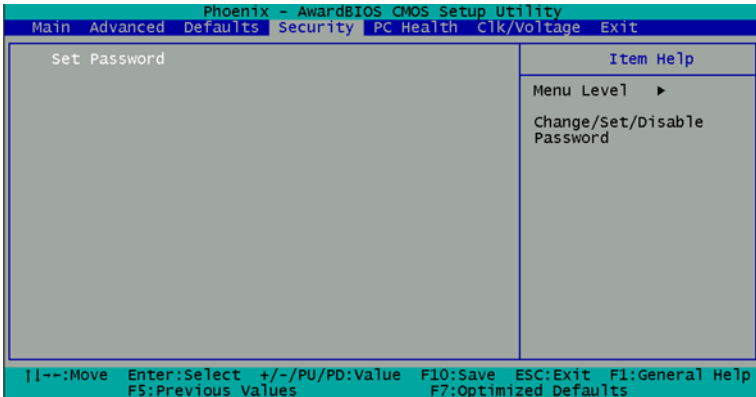 Phoenix - AwardBIOS CMOS Setup Utility
Main Advanced Defaults Security PC Health Clk/Voltage Exit
Set Password
Item Help
Menu Level ▶
Change/Set/Disable
Password
↑↓→←:Move Enter:Select +/-/PU/PD:Value F10:Save ESC:Exit F1:General Help
F5:Previous Values F7:Optimized Defaults